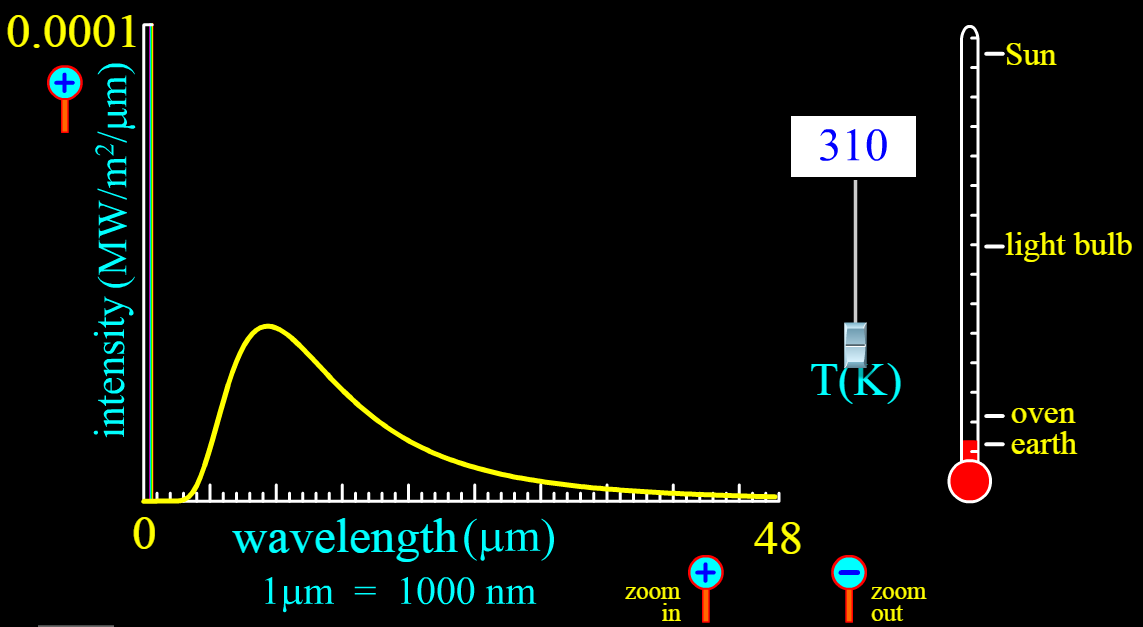 0.0001
intensity (MW/m²/μm)
+
310
T(K)
Sun
light bulb
oven
earth
0
wavelength (μm)
48
1μm = 1000 nm
zoom
in
+
−
zoom
out